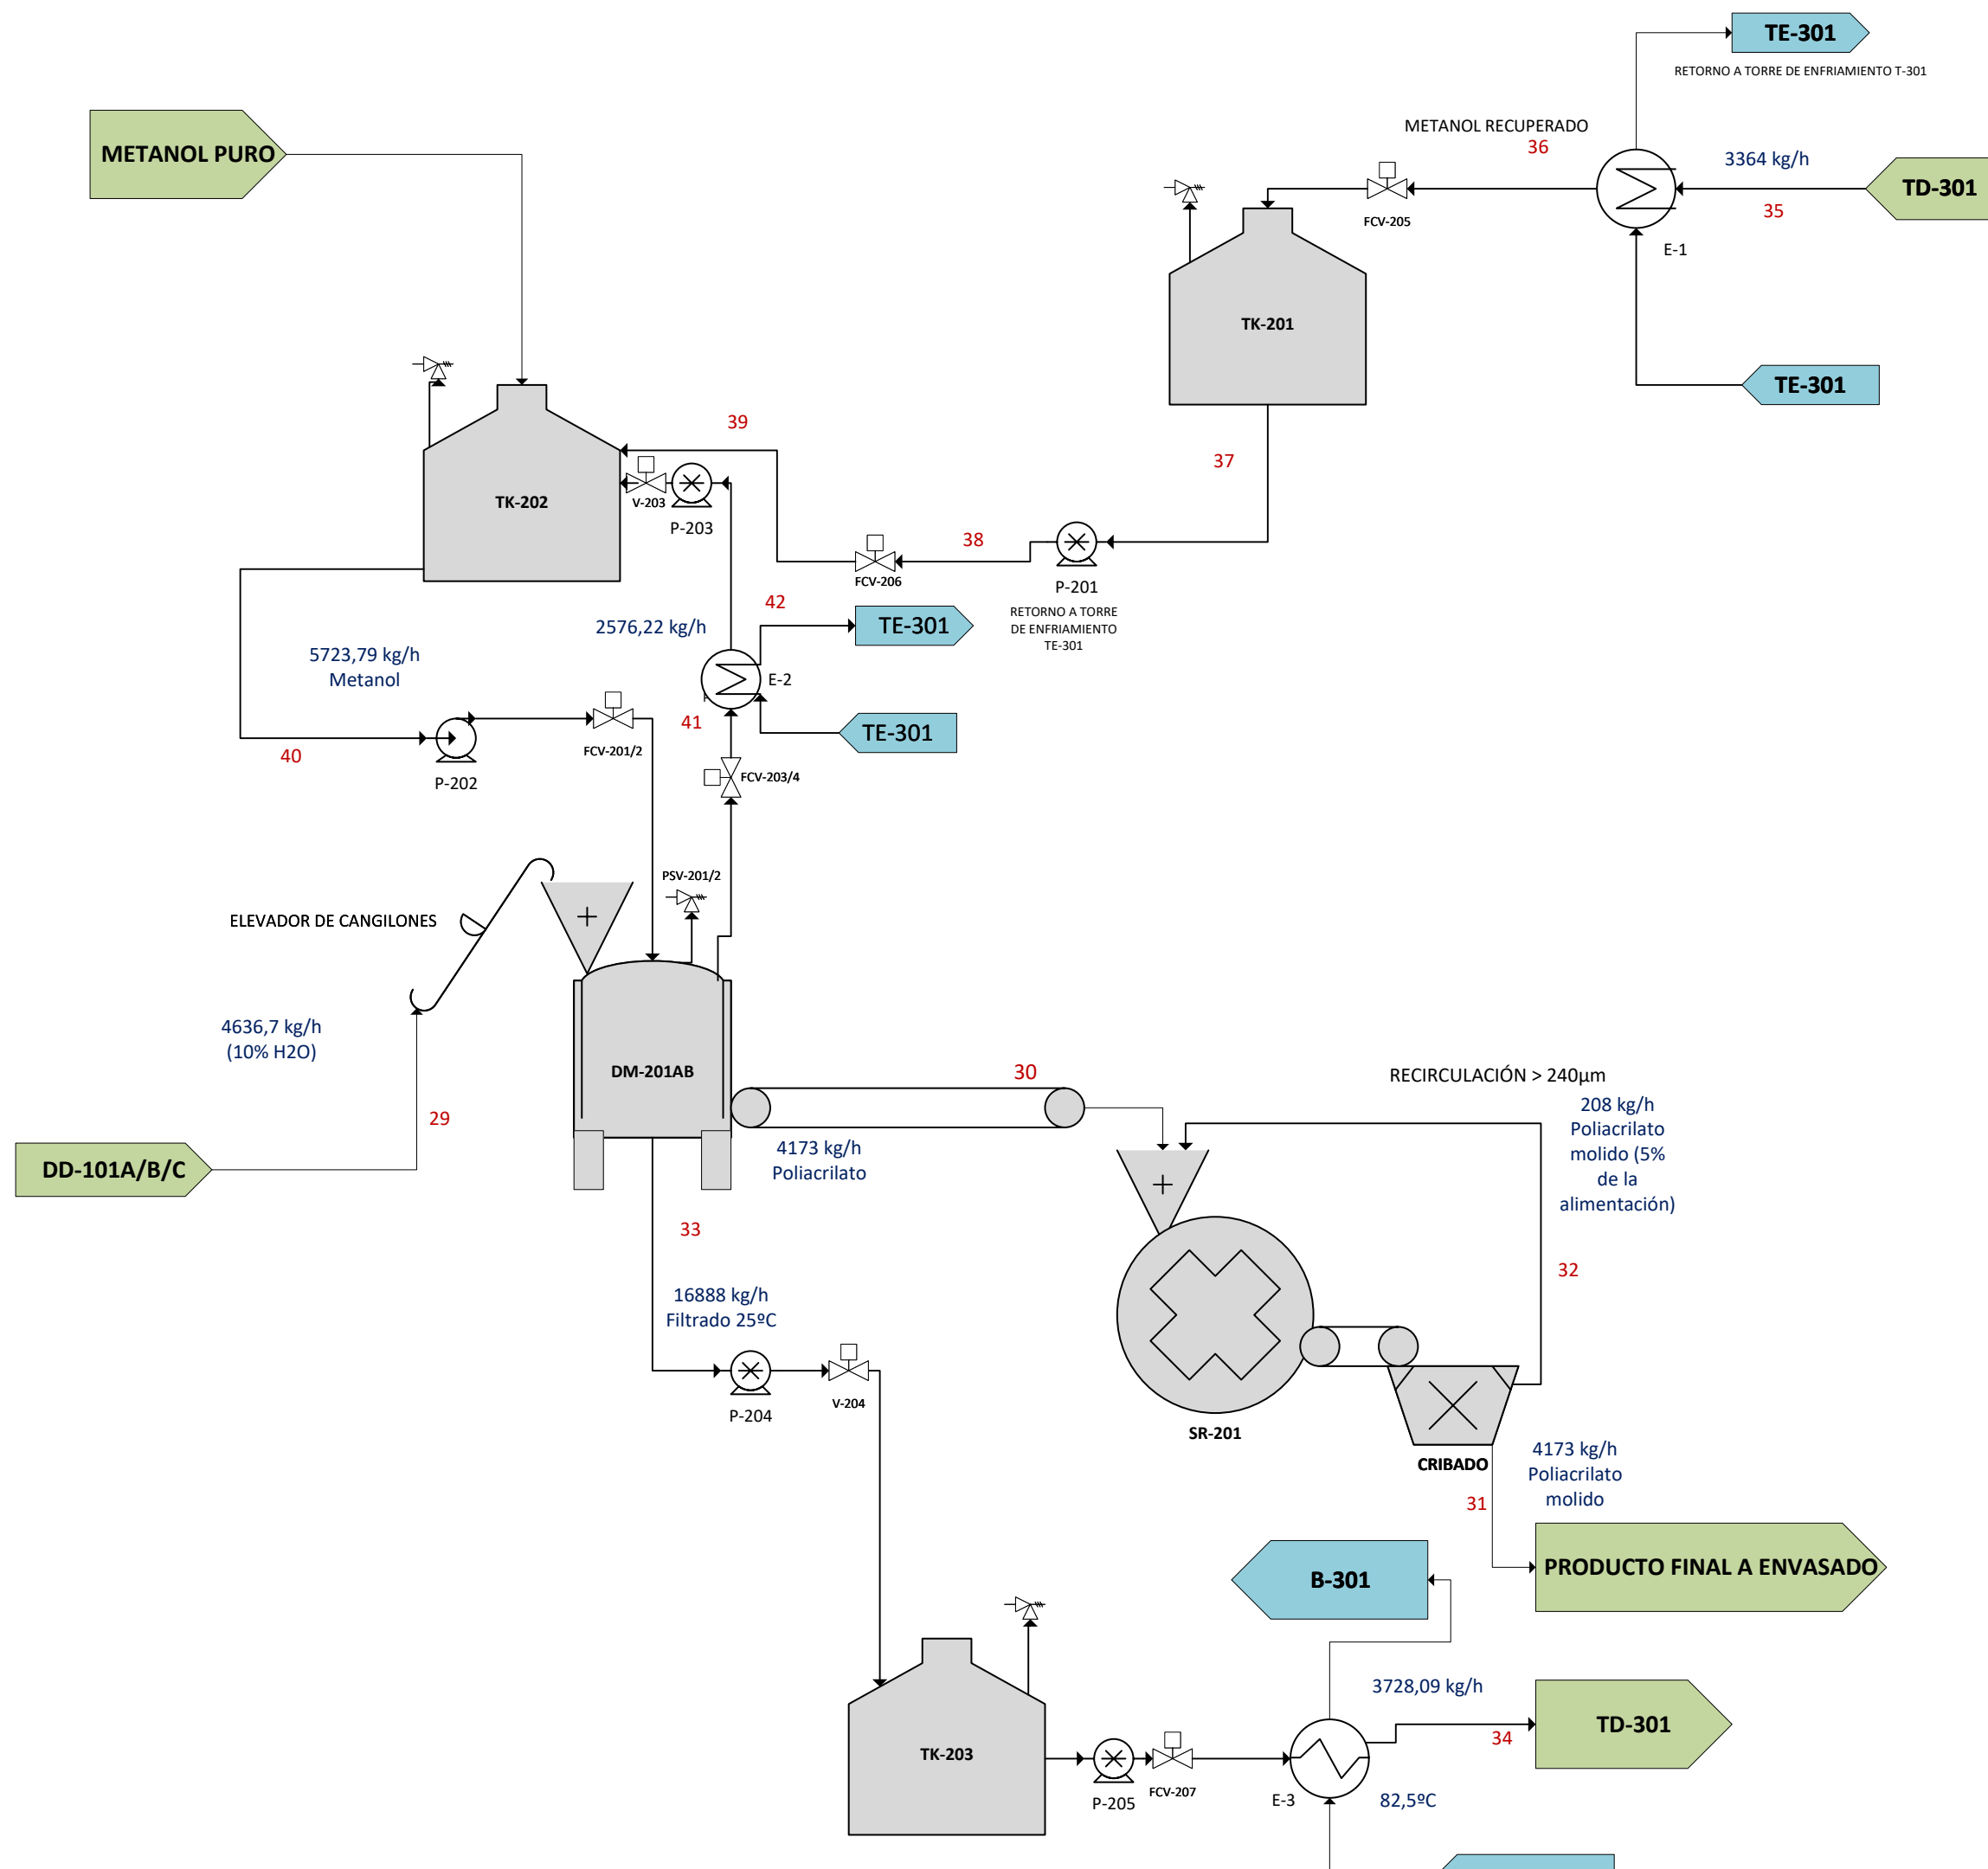 TE-301
RETORNO A TORRE DE ENFRIAMIENTO T-301
METANOL PURO
METANOL RECUPERADO
36
3364 kg/h
TD-301
35
FCV-205
E-1
TK-201
TE-301
39
37
TK-202
V-203
P-203
38
FCV-206
P-201
RETORNO A TORRE
DE ENFRIAMIENTO
TE-301
42
2576,22 kg/h
TE-301
5723,79 kg/h
Metanol
E-2
41
TE-301
40
FCV-201/2
P-202
FCV-203/4
PSV-201/2
ELEVADOR DE CANGILONES
4636,7 kg/h
(10% H2O)
DM-201AB
30
RECIRCULACIÓN > 240µm
208 kg/h
Poliacrilato
molido (5%
de la
alimentación)
29
4173 kg/h
Poliacrilato
DD-101A/B/C
33
32
16888 kg/h
Filtrado 25ºC
P-204
V-204
SR-201
CRIBADO
4173 kg/h
Poliacrilato
molido
31
PRODUCTO FINAL A ENVASADO
B-301
3728,09 kg/h
TD-301
34
TK-203
P-205
FCV-207
E-3
82,5ºC